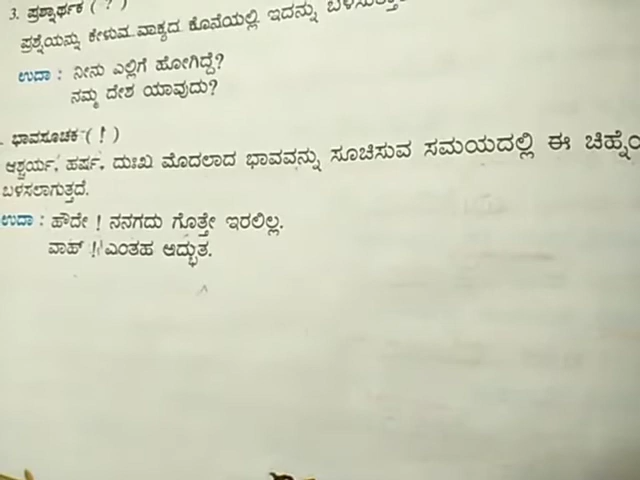 3. ಪ್ರಶ್ನಾರ್ಥಕ ( ? )
ಪ್ರಶ್ನೆಯನ್ನು ಕೇಳುವ ವಾಕ್ಯದ ಕೊನೆಯಲ್ಲಿ ಇದನ್ನು
ಉದಾ : ನೀನು ಎಲ್ಲಿಗೆ ಹೋಗಿದ್ದೆ?
ನಮ್ಮ ದೇಶ ಯಾವುದು?
. ಭಾವಸೂಚಕ ( ! )
ಆಶ್ಚರ್ಯ, ಹರ್ಷ, ದುಃಖ ಮೊದಲಾದ ಭಾವವನ್ನು ಸೂಚಿಸುವ ಸಮಯದಲ್ಲಿ ಈ
ಬಳಸಲಾಗುತ್ತದೆ.
ಉದಾ : ಹೌದೇ ! ನನಗದು ಗೊತ್ತೇ ಇರಲಿಲ್ಲ.
ವಾಹ್ ! ಎಂತಹ ಅದ್ಭುತ.